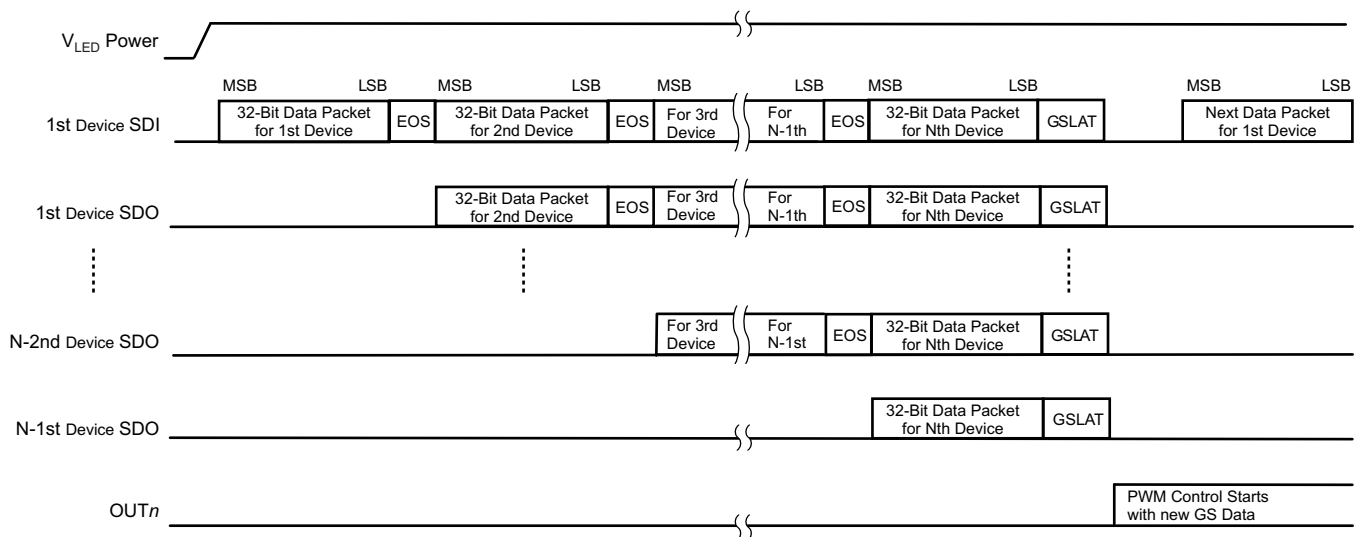 VLED Power
MSB LSB MSB LSB MSB LSB MSB LSB MSB LSB
1st Device SDI
32-Bit Data Packet
for 1st Device
EOS
32-Bit Data Packet
for 2nd Device
EOS
For 3rd
Device
For
N-1th
EOS
32-Bit Data Packet
for Nth Device
GSLAT
Next Data Packet
for 1st Device
1st Device SDO
32-Bit Data Packet
for 2nd Device
EOS
For 3rd
Device
For
N-1th
EOS
32-Bit Data Packet
for Nth Device
GSLAT
N-2nd Device SDO
For 3rd
Device
For
N-1st
EOS
32-Bit Data Packet
for Nth Device
GSLAT
N-1st Device SDO
32-Bit Data Packet
for Nth Device
GSLAT
OUTn
PWM Control Starts
with new GS Data